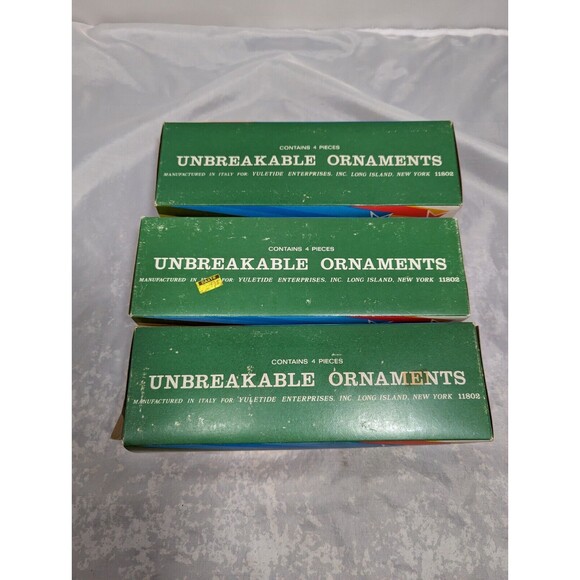 CONTAINS 4 PIECES
UNBREAKABLE ORNAMENTS
MANUFACTURED IN ITALY FOR YULETIDE ENTERPRISES, INC. LONG ISLAND, NEW YORK 11802
CONTAINS 4 PIECES
UNBREAKABLE ORNAMENTS
MANUFACTURED IN FOR YULETIDE ENTERPRISES, INC. LONG ISLAND, NEW YORK 11802
CONTAINS 4 PIECES
UNBREAKABLE ORNAMENTS
MANUFACTURED IN ITALY FOR YULETIDE ENTERPRISES, INC. LONG ISLAND, NEW YORK 11802